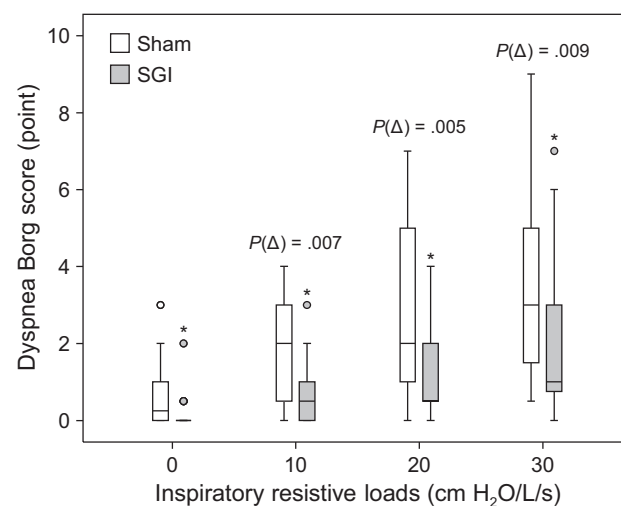 10
8
6
4
2
0
Dyspnea Borg score (point)
Sham
SGI
P(Δ) = .007
P(Δ) = .005
P(Δ) = .009
*
*
*
*
0 10 20 30
Inspiratory resistive loads (cm H₂O/L/s)